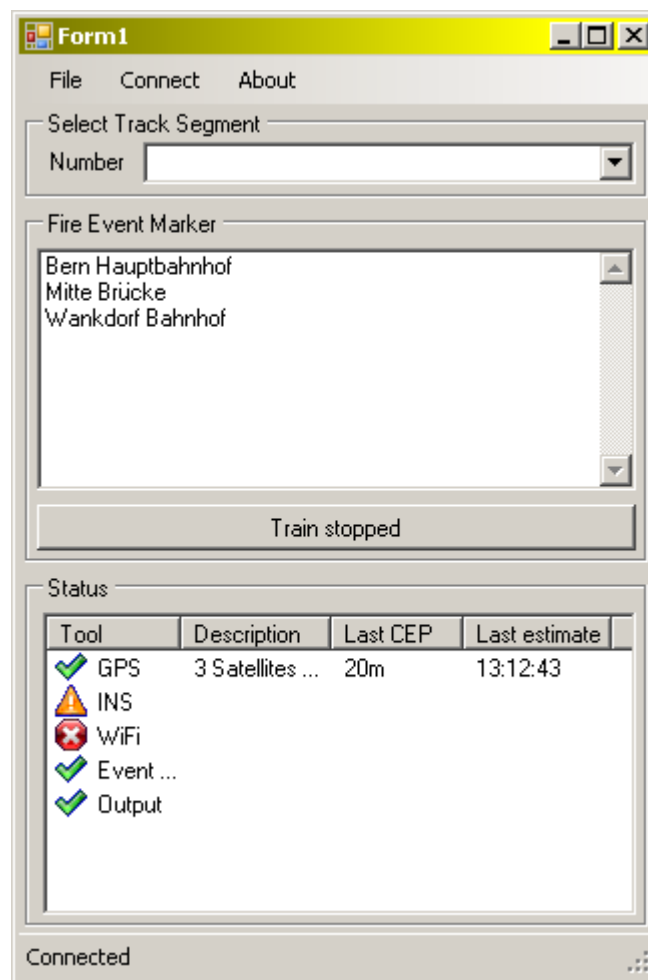 Form1
File Connect About
Select Track Segment
Number
Fire Event Marker
Bern Hauptbahnhof
Mitte Brücke
Wankdorf Bahnhof
Train stopped
Status
Tool Description Last CEP Last estimate
GPS 3 Satellites ... 20m 13:12:43
INS
WiFi
Event ...
Output
Connected